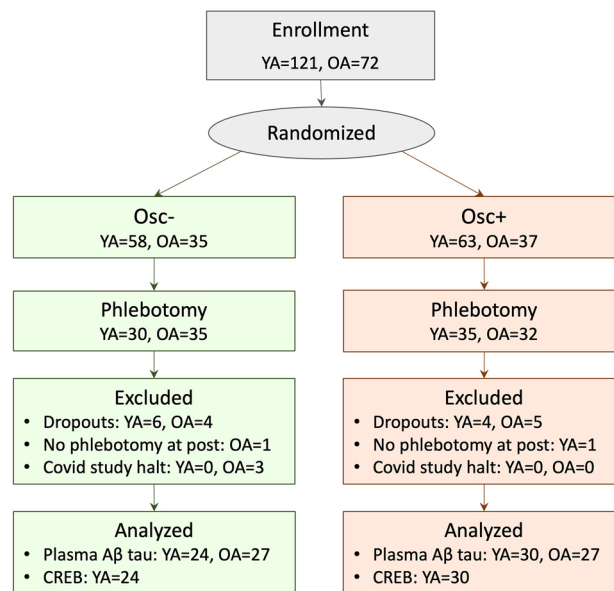 Enrollment
YA=121, OA=72
Randomized
Osc-
YA=58, OA=35
Phlebotomy
YA=30, OA=35
Excluded
• Dropouts: YA=6, OA=4
• No phlebotomy at post: OA=1
• Covid study halt: YA=0, OA=3
Analyzed
• Plasma Aβ tau: YA=24, OA=27
• CREB: YA=24
Osc+
YA=63, OA=37
Phlebotomy
YA=35, OA=32
Excluded
• Dropouts: YA=4, OA=5
• No phlebotomy at post: YA=1
• Covid study halt: YA=0, OA=0
Analyzed
• Plasma Aβ tau: YA=30, OA=27
• CREB: YA=30